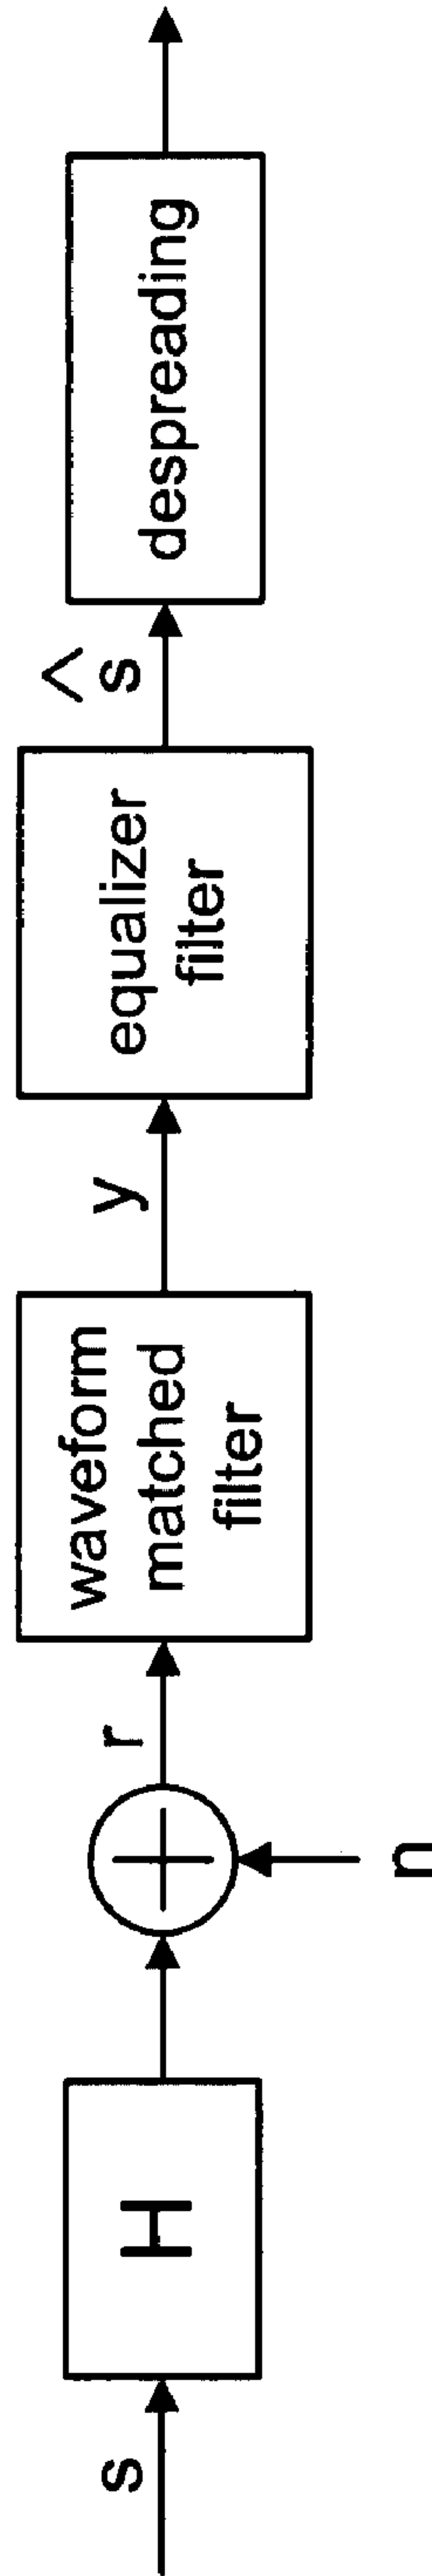 s
H
n
r
waveform
matched
filter
y
equalizer
filter
ŝ
despreading